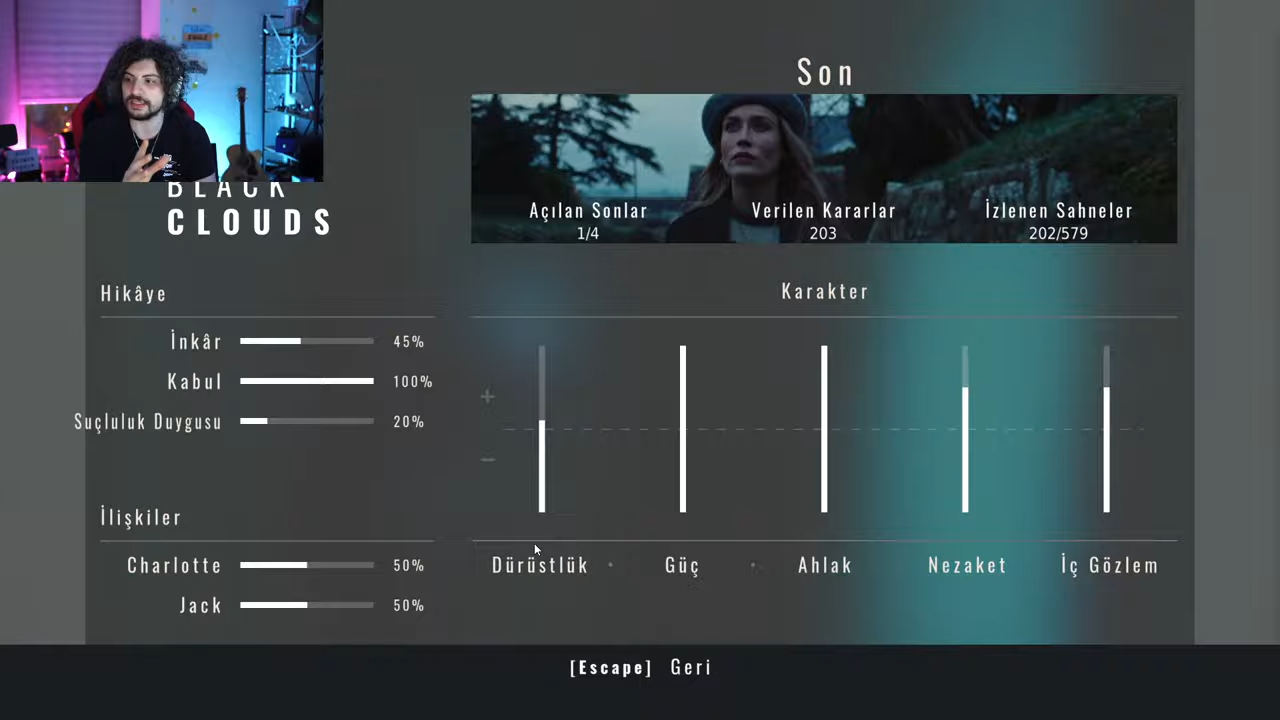 BLACK
CLOUDS
Son
Açılan Sonlar
1/4
Verilen Kararlar
203
İzlenen Sahneler
202/579
Hikâye
İnkâr 45%
Kabul 100%
Suçluluk Duygusu 20%
İlişkiler
Charlotte 50%
Jack 50%
Karakter
+
−
Dürüstlük • Güç • Ahlak Nezaket İç Gözlem
[Escape] Geri